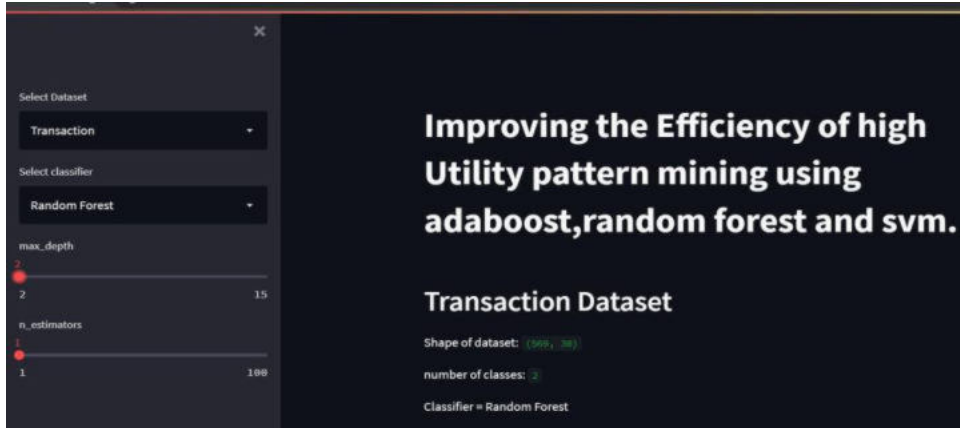 Select Dataset
Transaction
Select classifier
Random Forest
max_depth
2
2 15
n_estimators
1
1 100
Improving the Efficiency of high
Utility pattern mining using
adaboost,random forest and svm.
Transaction Dataset
Shape of dataset: (569, 30)
number of classes: 2
Classifier = Random Forest